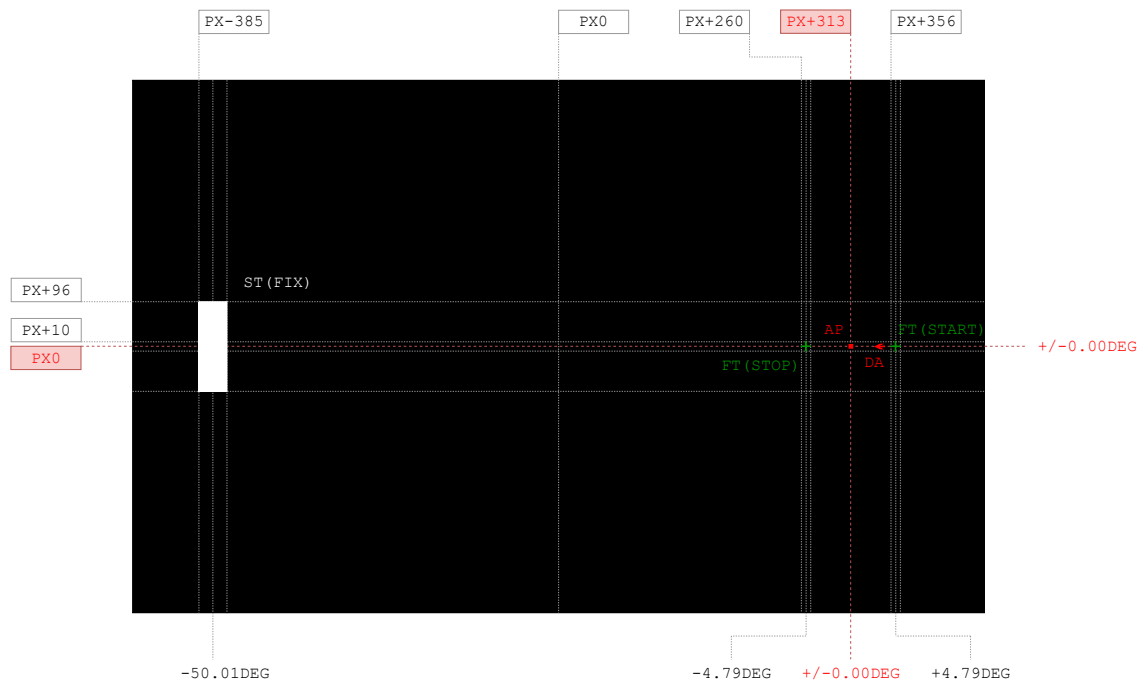 PX-385
PX0
PX+260
PX+313
PX+356
ST(FIX)
PX+96
PX+10
PX0
AP
FT(START)
+/-0.00DEG
FT(STOP)
DA
-50.01DEG
-4.79DEG
+/-0.00DEG
+4.79DEG